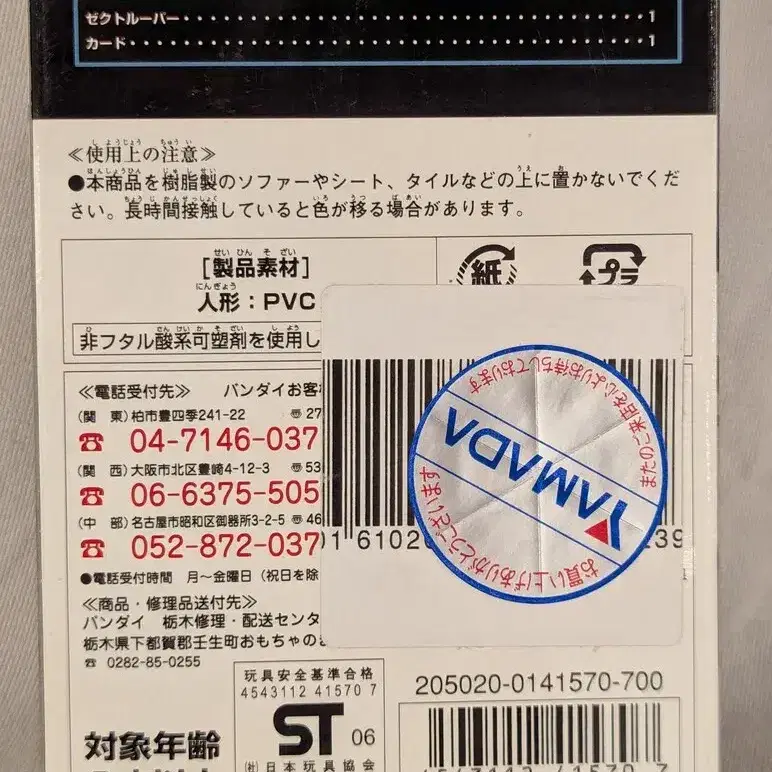 ゼクトルーパー・・・・・・・・・・・・・・・・・・・・・・・・・・・・・・・・・・・・1
カード・・・・・・・・・・・・・・・・・・・・・・・・・・・・・・・・・・・・・・・・1
≪使用上の注意≫
●本商品を樹脂製のソファーやシート、タイルなどの上に置かないでくだ
さい。長時間接触していると色が移る場合があります。
[製品素材]
人形：PVC
紙
プラ
非フタル酸系可塑剤を使用し
≪電話受付先≫ バンダイお客
(関 東)柏市豊四季241-22 〠27
☎ 04-7146-037
(関 西)大阪市北区豊崎4-12-3 〠53
☎ 06-6375-505
(中 部)名古屋市昭和区御器所3-2-5 〠46
☎ 052-872-037
●電話受付時間 月〜金曜日(祝日を除
≪商品・修理品送付先≫
バンダイ 栃木修理・配送センタ
栃木県下都賀郡壬生町おもちゃの
☎ 0282-85-0255
お買い上げありがとうございます
YAMADA
またのご来店を心よりお待ちしております
1 6102
239
玩具安全基準合格
4543112 41570 7
ST 06
(社)日本玩具協会
205020-0141570-700
対象年齢
4543112 41570 7